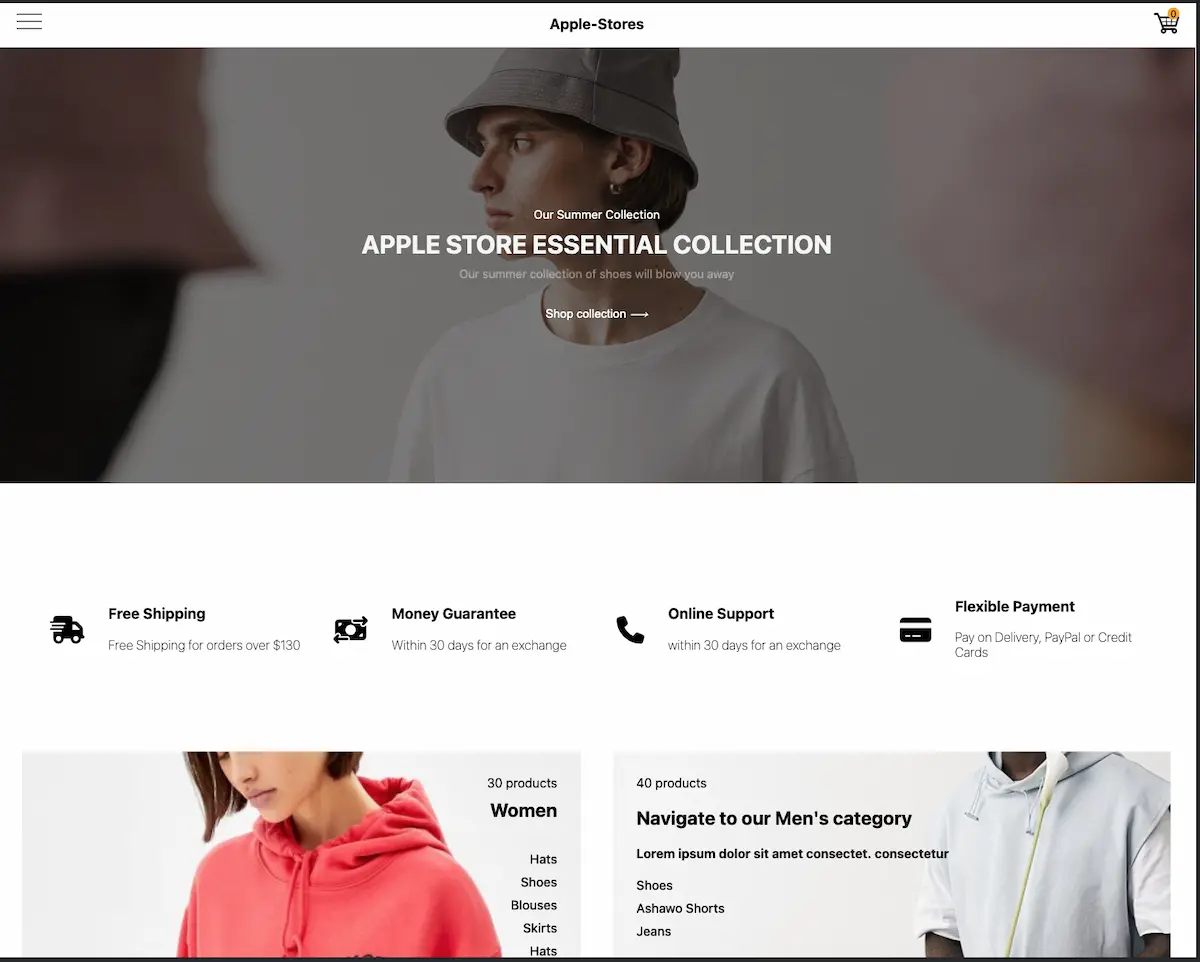 Apple-Stores
0
Our Summer Collection
APPLE STORE ESSENTIAL COLLECTION
Our summer collection of shoes will blow you away
Shop collection ⟶
Free Shipping
Free Shipping for orders over $130
Money Guarantee
Within 30 days for an exchange
Online Support
within 30 days for an exchange
Flexible Payment
Pay on Delivery, PayPal or Credit
Cards
30 products
Women
Hats
Shoes
Blouses
Skirts
Hats
40 products
Navigate to our Men's category
Lorem ipsum dolor sit amet consectet. consectetur
Shoes
Ashawo Shorts
Jeans